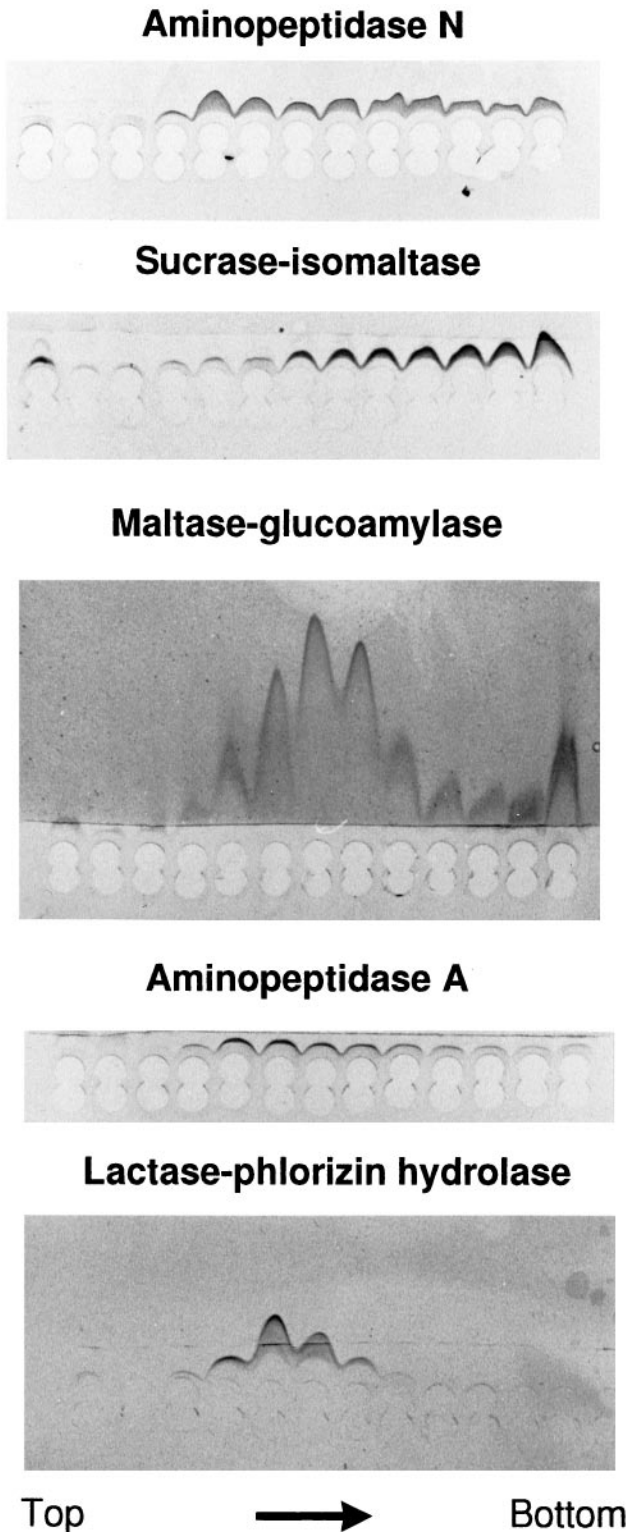 Aminopeptidase N
Sucrase-isomaltase
Maltase-glucoamylase
Aminopeptidase A
Lactase-phlorizin hydrolase
Top Bottom